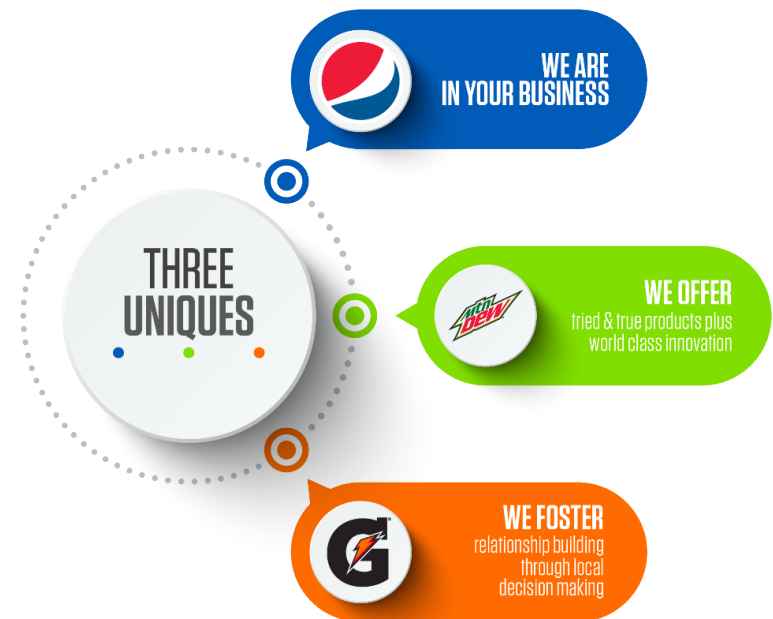 THREE
UNIQUES
WE ARE
IN YOUR BUSINESS
Mtn
DEW
WE OFFER
tried & true products plus
world class innovation
G
WE FOSTER
relationship building
through local
decision making